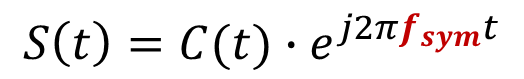 S(t) = C(t) · e^{j2πf_{sym}t}